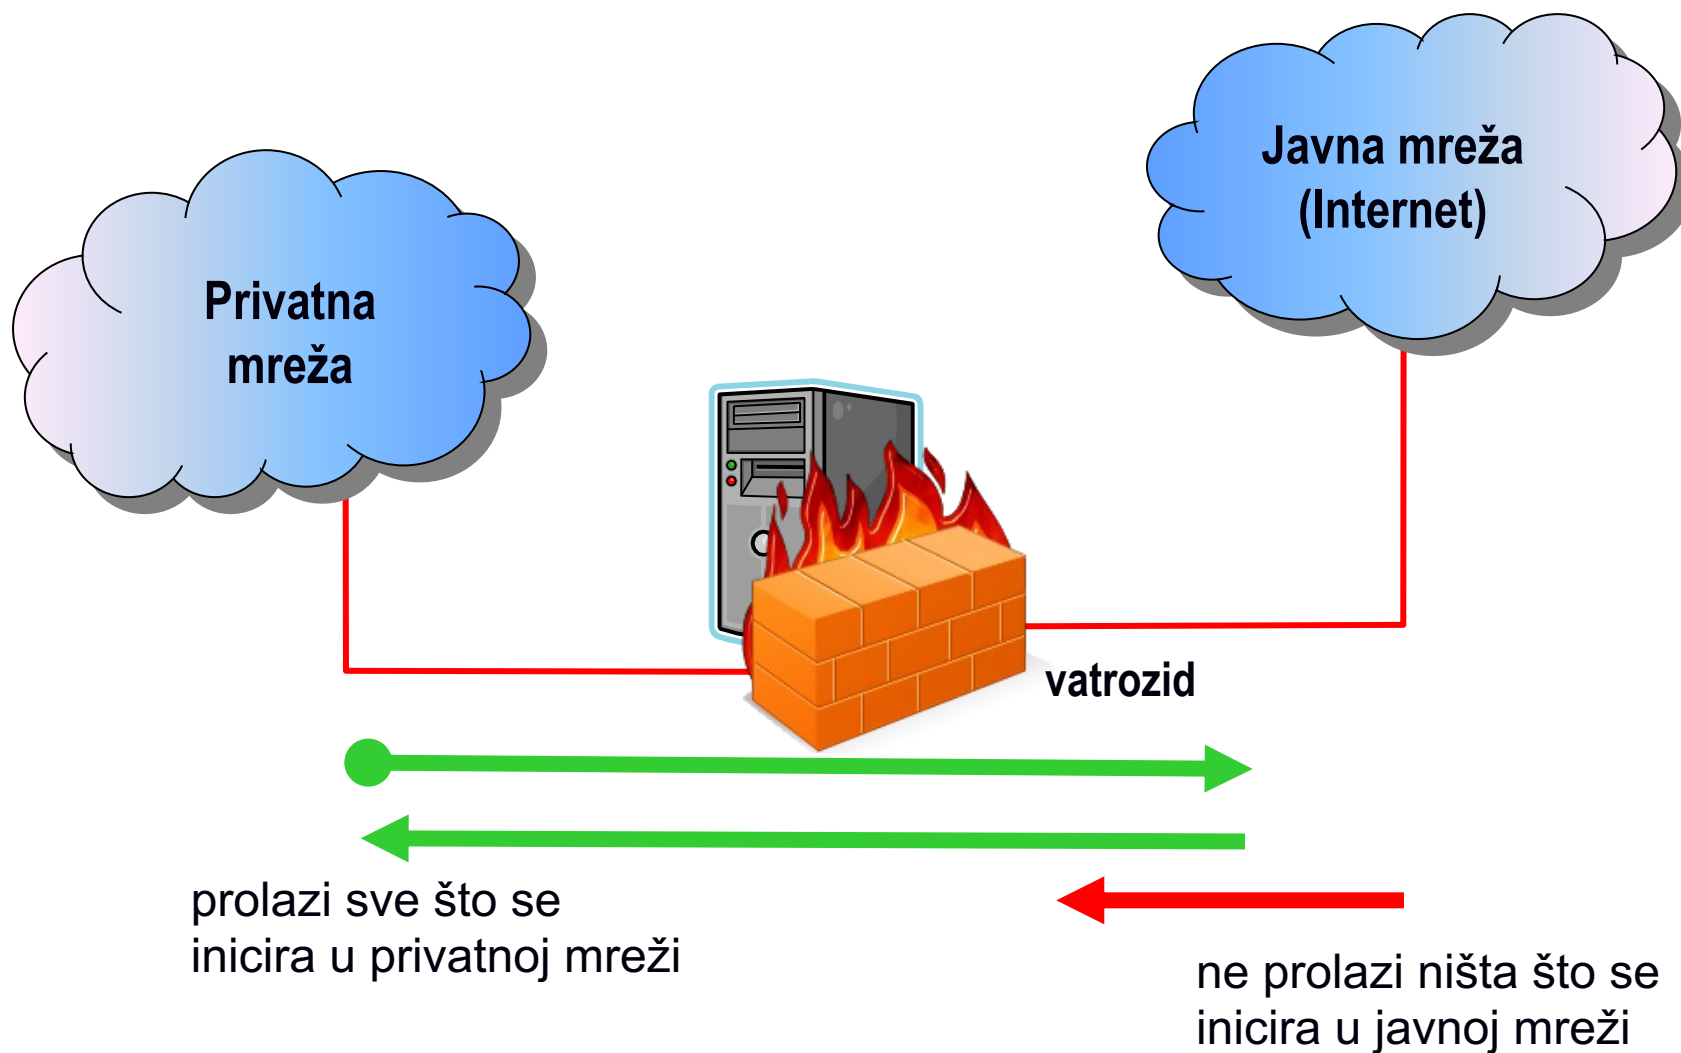 Javna mreža
(Internet)
Privatna
mreža
vatrozid
prolazi sve što se
inicira u privatnoj mreži
ne prolazi ništa što se
inicira u javnoj mreži